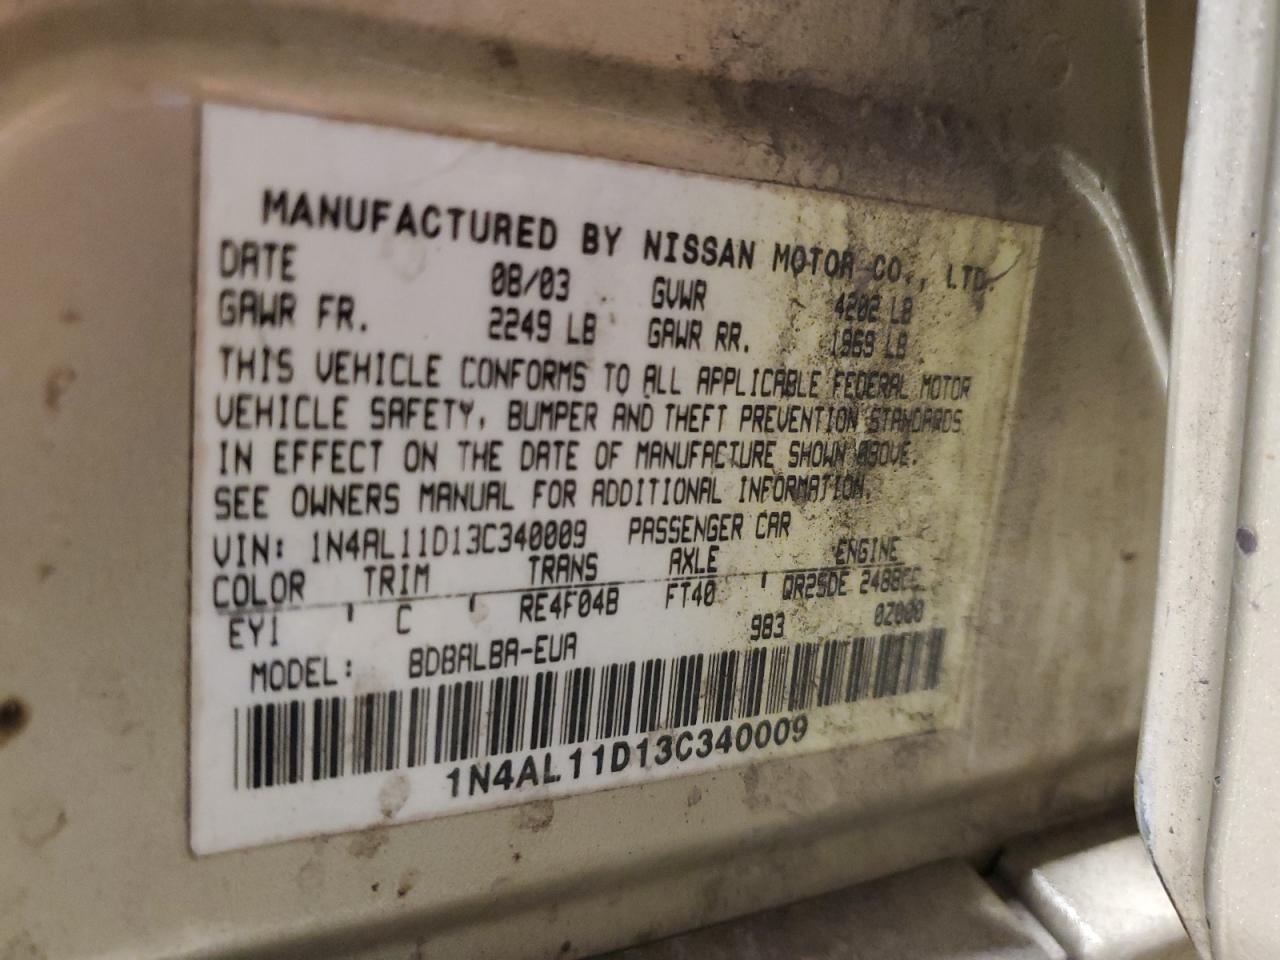 MANUFACTURED BY NISSAN MOTOR CO., LTD.
DATE 08/03 GVWR 4202 LB
GAWR FR. 2249 LB GAWR RR. 1969 LB
THIS VEHICLE CONFORMS TO ALL APPLICABLE FEDERAL MOTOR
VEHICLE SAFETY, BUMPER AND THEFT PREVENTION STANDARDS
IN EFFECT ON THE DATE OF MANUFACTURE SHOWN ABOVE.
SEE OWNERS MANUAL FOR ADDITIONAL INFORMATION.
VIN: 1N4AL11D13C340009 PASSENGER CAR
COLOR TRIM TRANS AXLE ENGINE
EY1 ' C ' RE4F04B FT40 ' QR25DE 2488CC
983
MODEL: BDBALBA-EUA
1N4AL11D13C340009